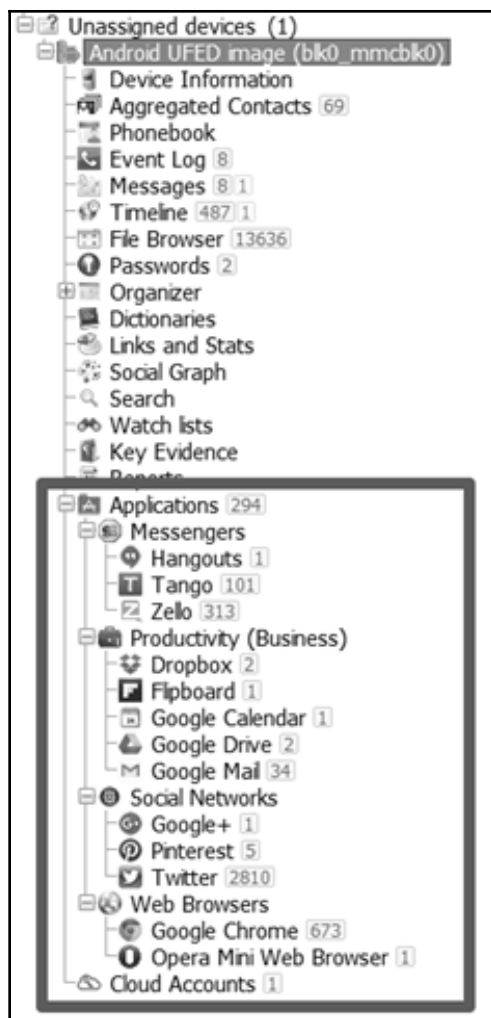 Unassigned devices (1)
Android UFED image (blk0_mmcblk0)
Device Information
Aggregated Contacts 69
Phonebook
Event Log 8
Messages 8 1
Timeline 487 1
File Browser 13636
Passwords 2
Organizer
Dictionaries
Links and Stats
Social Graph
Search
Watch lists
Key Evidence
Reports
Applications 294
Messengers
Hangouts 1
Tango 101
Zello 313
Productivity (Business)
Dropbox 2
Flipboard 1
Google Calendar 1
Google Drive 2
Google Mail 34
Social Networks
Google+ 1
Pinterest 5
Twitter 2810
Web Browsers
Google Chrome 673
Opera Mini Web Browser 1
Cloud Accounts 1